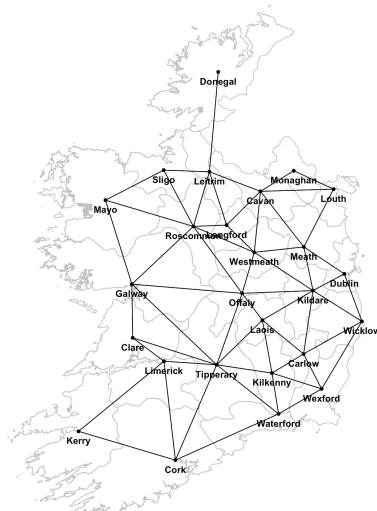 Donegal
Sligo
Leitrim
Monaghan
Cavan
Louth
Mayo
Roscommon
Longford
Westmeath
Meath
Dublin
Galway
Offaly
Kildare
Laois
Wicklow
Clare
Limerick
Tipperary
Carlow
Kilkenny
Wexford
Waterford
Kerry
Cork